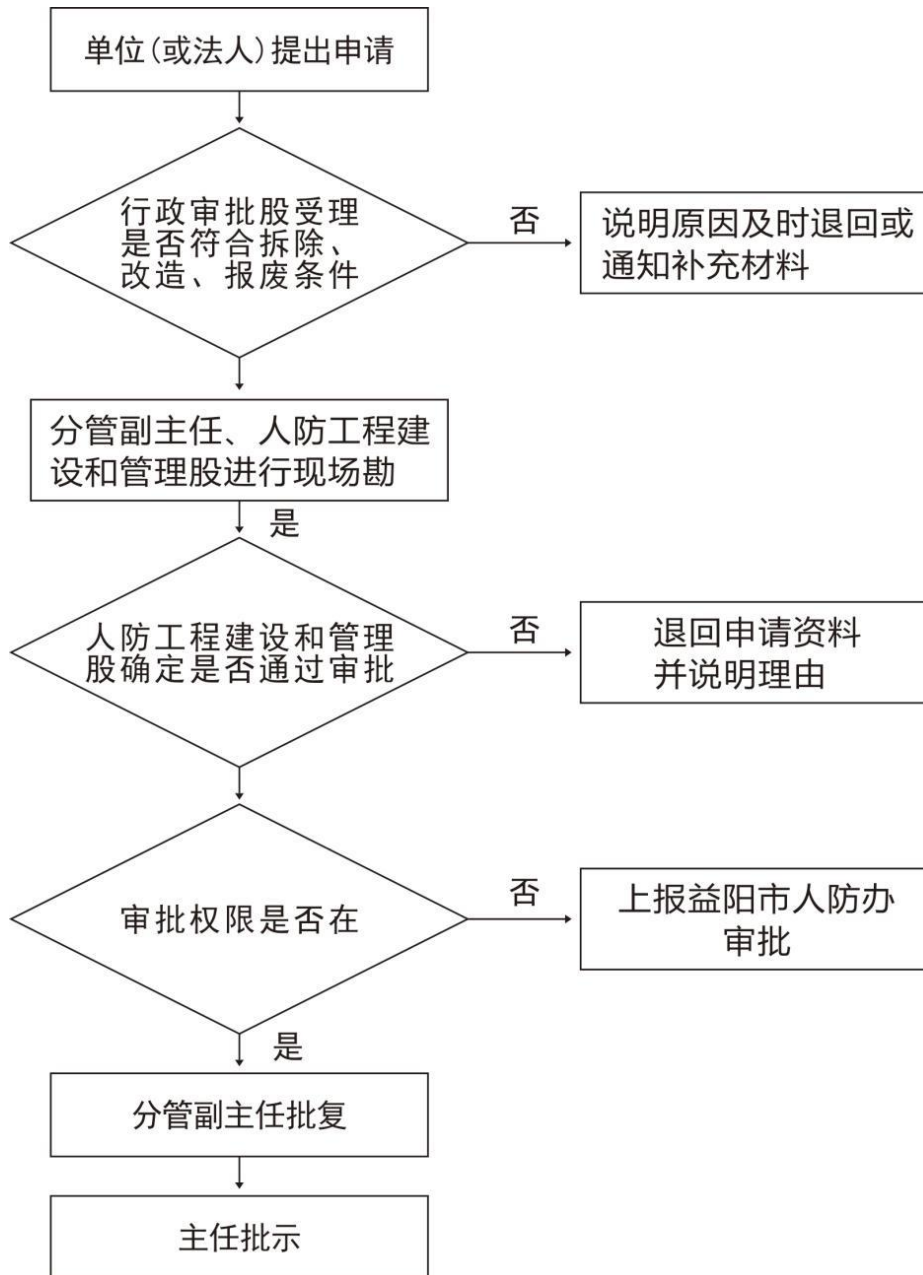 单位(或法人)提出申请
行政审批股受理
是否符合拆除、
改造、报废条件
否
说明原因及时退回或
通知补充材料
分管副主任、人防工程建
设和管理股进行现场勘
是
人防工程建设和管理
股确定是否通过审批
否
退回申请资料
并说明理由
审批权限是否在
否
上报益阳市人防办
审批
是
分管副主任批复
主任批示